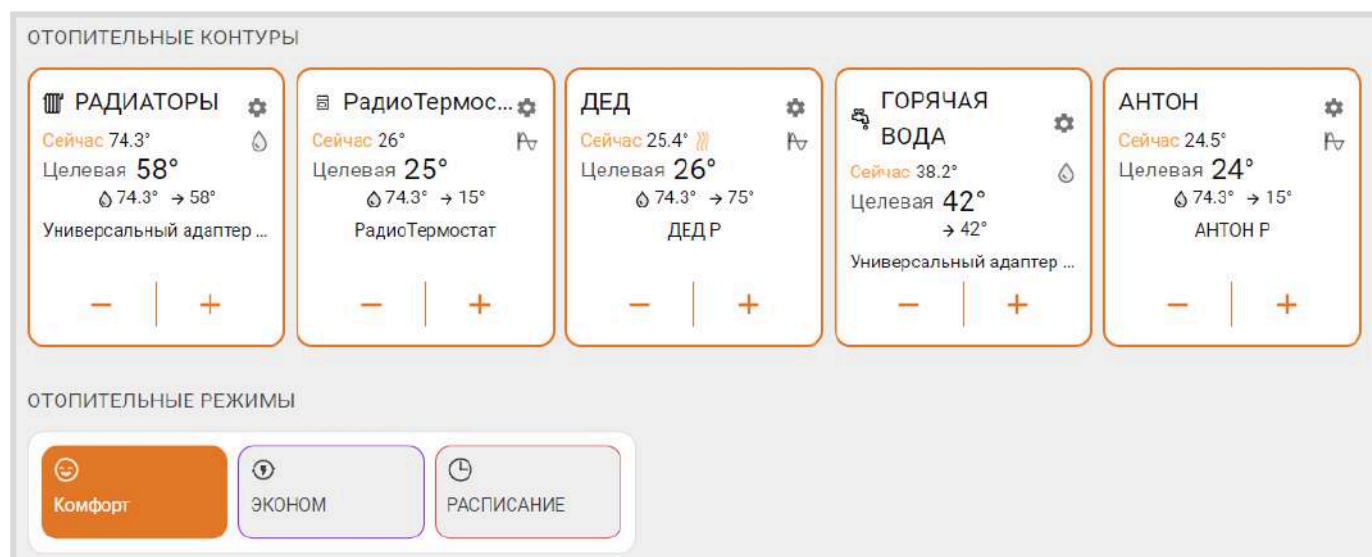 ОТОПИТЕЛЬНЫЕ КОНТУРЫ
РАДИАТОРЫ
Сейчас 74.3°
Целевая 58°
74.3° → 58°
Универсальный адаптер ...
− +
РадиоТермос...
Сейчас 26°
Целевая 25°
74.3° → 15°
РадиоТермостат
− +
ДЕД
Сейчас 25.4°
Целевая 26°
74.3° → 75°
ДЕД Р
− +
ГОРЯЧАЯ
ВОДА
Сейчас 38.2°
Целевая 42°
→ 42°
Универсальный адаптер ...
− +
АНТОН
Сейчас 24.5°
Целевая 24°
74.3° → 15°
АНТОН Р
− +
ОТОПИТЕЛЬНЫЕ РЕЖИМЫ
Комфорт
ЭКОНОМ
РАСПИСАНИЕ